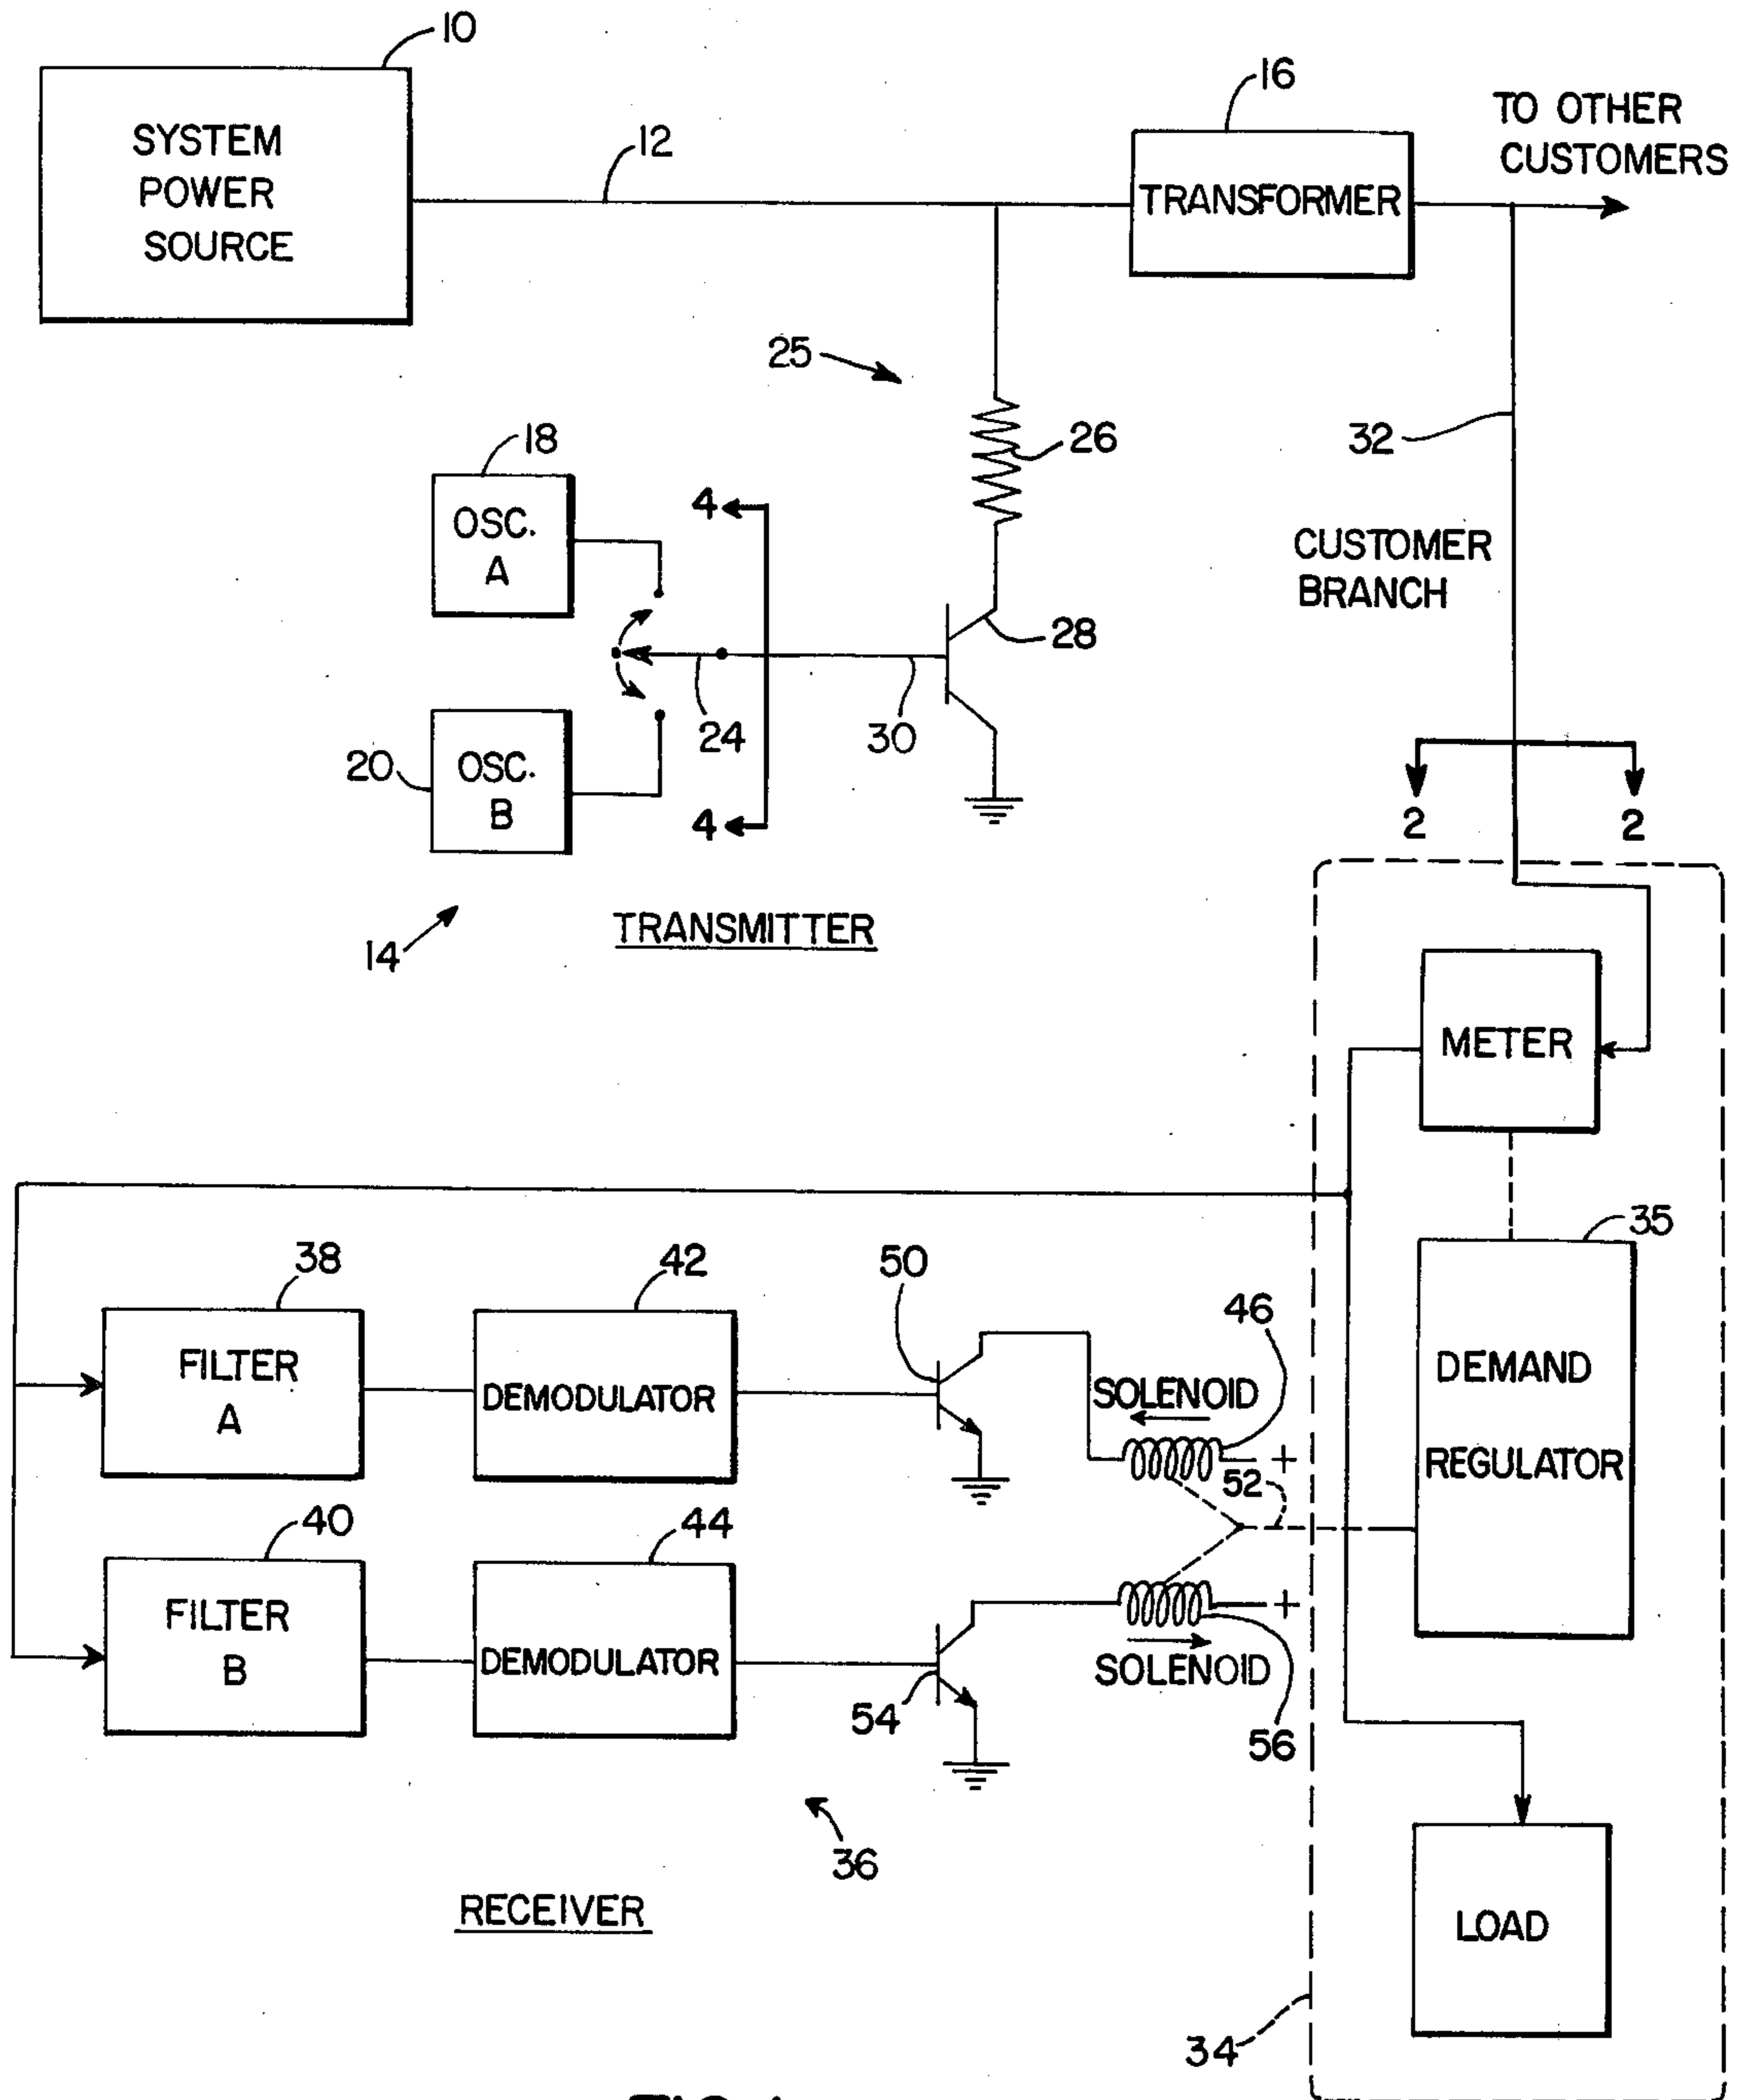 10
SYSTEM
POWER
SOURCE
12
16
TRANSFORMER
TO OTHER
CUSTOMERS
25
26
32
18
OSC.
A
4
CUSTOMER
BRANCH
28
24
30
20
OSC.
B
4
2
2
14
TRANSMITTER
METER
35
38
42
50
46
FILTER
A
DEMODULATOR
SOLENOID
+
52
DEMAND
REGULATOR
40
44
FILTER
B
DEMODULATOR
54
+
SOLENOID
56
36
RECEIVER
LOAD
34